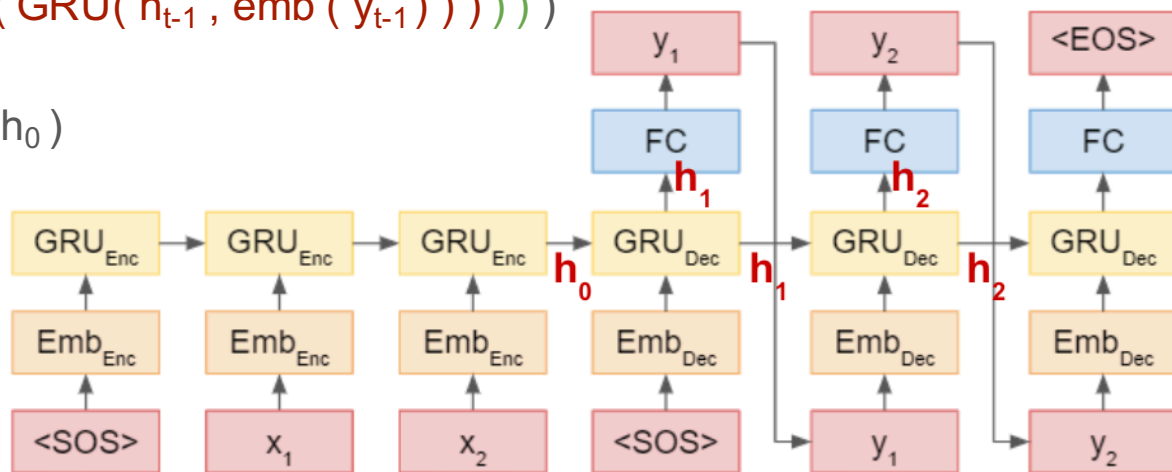 ( GRU( h_{t-1} , emb ( y_{t-1}) ) ) ) ) )
h_0 )
y_1 y_2 <EOS>
FC FC FC
h_1 h_2
GRU_Enc GRU_Enc GRU_Enc GRU_Dec GRU_Dec GRU_Dec
h_0 h_1 h_2
Emb_Enc Emb_Enc Emb_Enc Emb_Dec Emb_Dec Emb_Dec
<SOS> x_1 x_2 <SOS> y_1 y_2